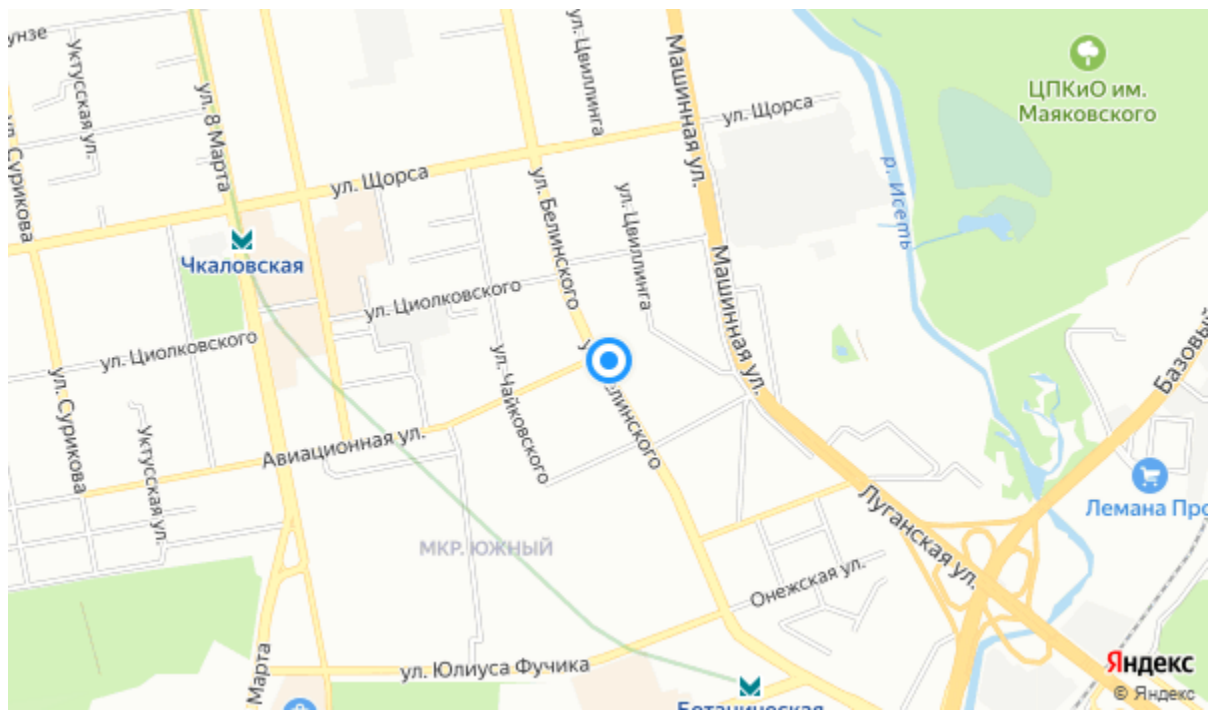 унзе
Уктусская ул.
ул. 8 Марта
ул. Цвиллинга
Машинная ул.
ул. Щорса
ЦПКиО им.
Маяковского
ул. Сурикова
ул. Щорса
ул. Белинского
ул. Цвиллинга
р. Исеть
Чкаловская
ул. Циолковского
Машинная ул.
ул. Циолковского
Базовый
ул. Сурикова
Уктусская ул.
Авиационная ул.
ул. Чайковского
у
елинского
Лемана Про
Луганская ул.
МКР. ЮЖНЫЙ
Онежская ул.
Марта
ул. Юлиуса Фучика
Ботаническая
Яндекс
© Яндекс